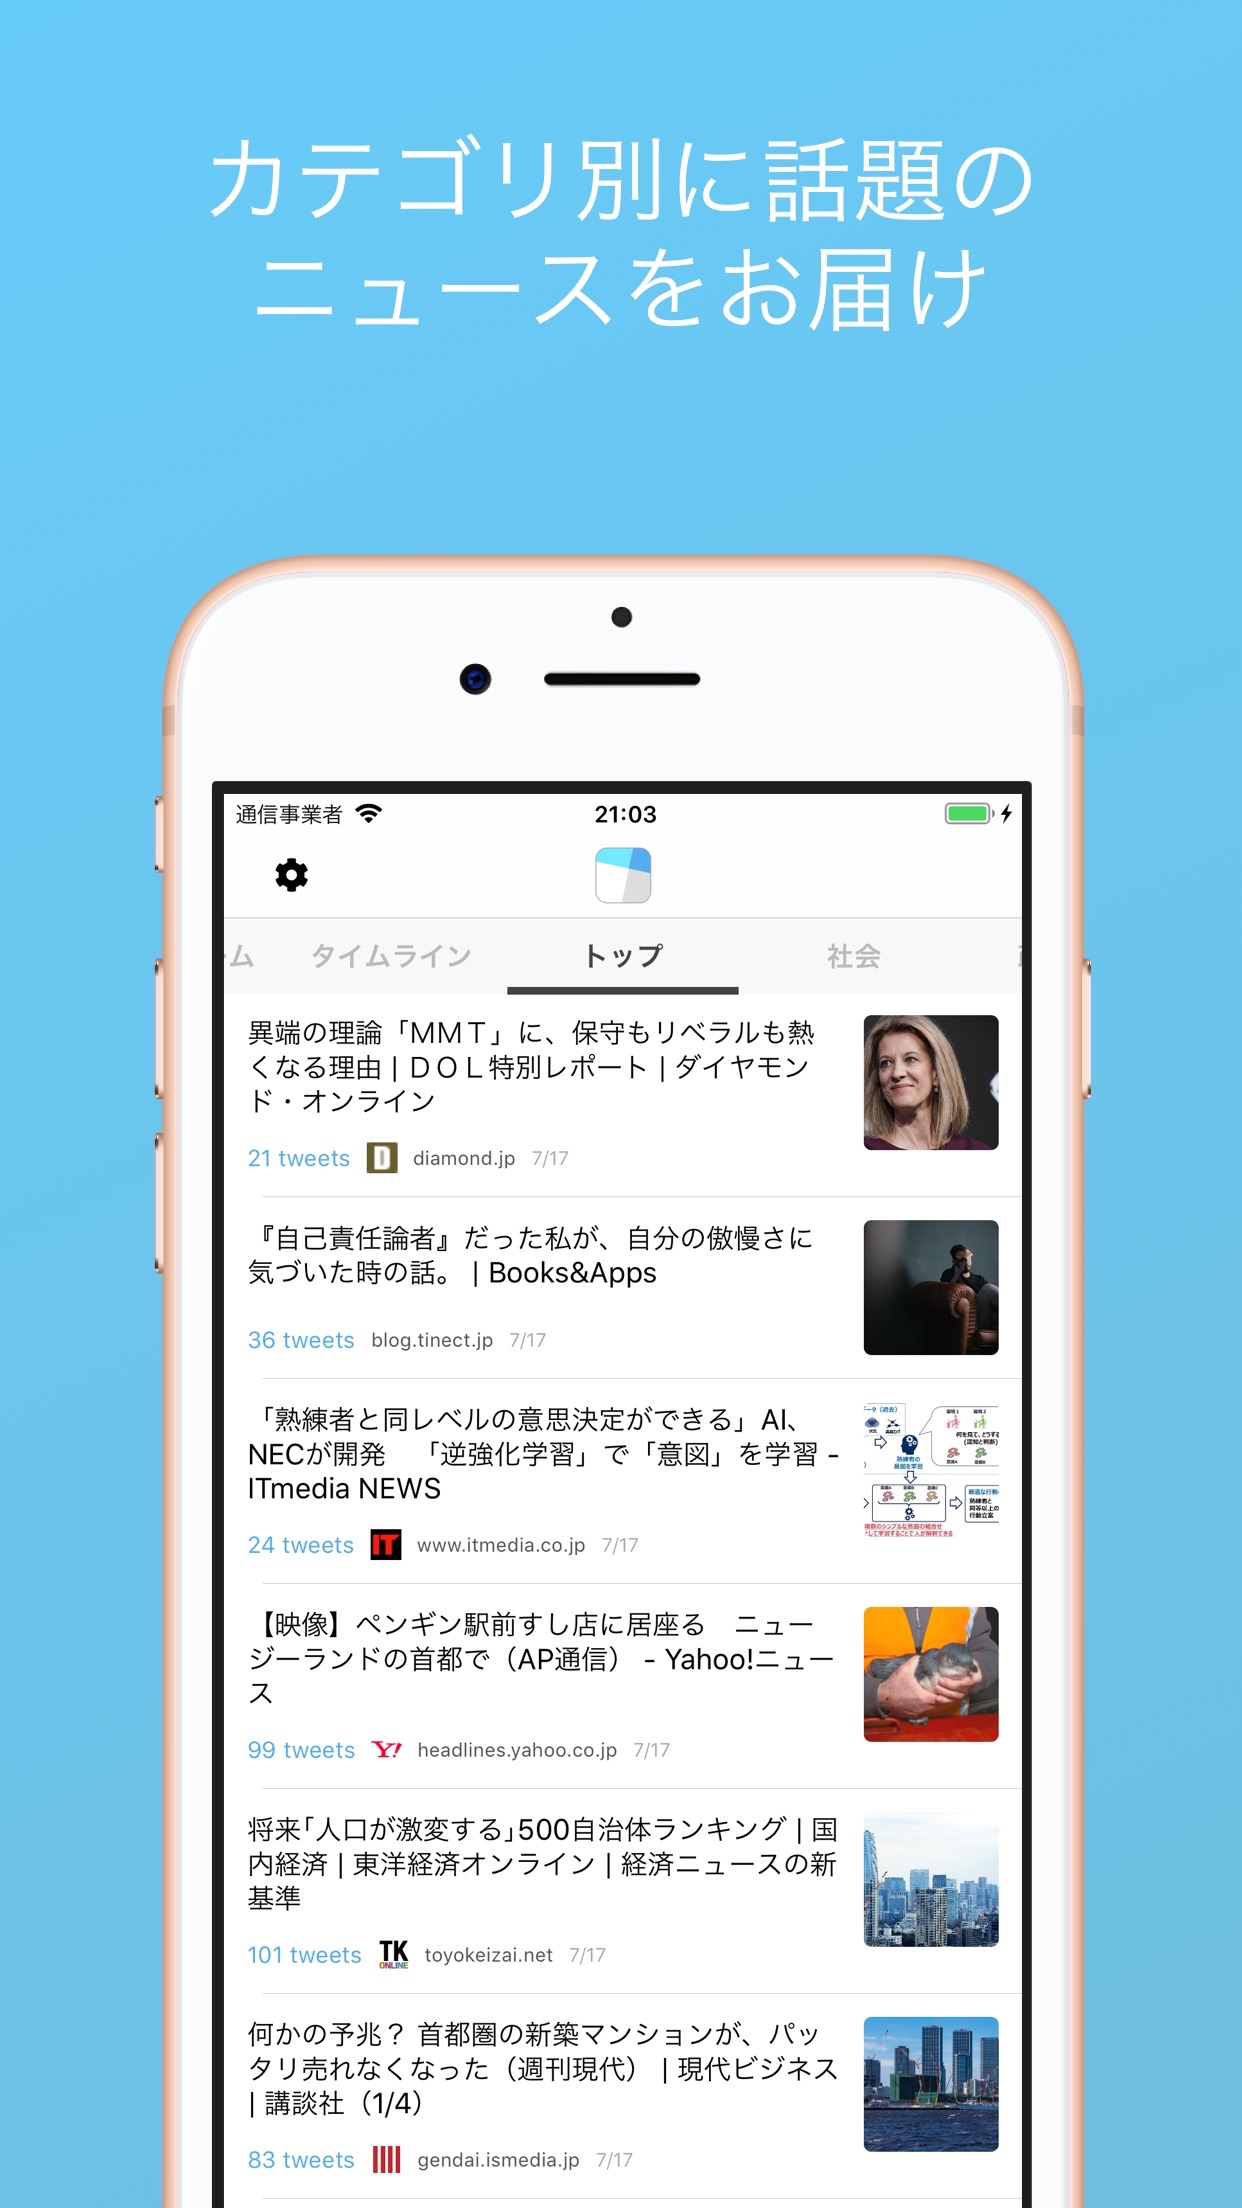 カテゴリ別に話題の
ニュースをお届け
通信事業者
21:03
ーム
タイムライン
トップ
社会
異端の理論「ＭＭＴ」に、保守もリベラルも熱
くなる理由 | ＤＯＬ特別レポート | ダイヤモン
ド・オンライン
21 tweets
D
diamond.jp
7/17
『自己責任論者』だった私が、自分の傲慢さに
気づいた時の話。 | Books&Apps
36 tweets
blog.tinect.jp
7/17
「熟練者と同レベルの意思決定ができる」AI、
NECが開発　「逆強化学習」で「意図」を学習 -
ITmedia NEWS
24 tweets
IT
www.itmedia.co.jp
7/17
【映像】ペンギン駅前すし店に居座る　ニュー
ジーランドの首都で（AP通信） - Yahoo!ニュー
ス
99 tweets
Y!
headlines.yahoo.co.jp
7/17
将来｢人口が激変する｣500自治体ランキング | 国
内経済 | 東洋経済オンライン | 経済ニュースの新
基準
101 tweets
TK
ONLINE
toyokeizai.net
7/17
何かの予兆？ 首都圏の新築マンションが、パッ
タリ売れなくなった（週刊現代） | 現代ビジネス
| 講談社（1/4）
83 tweets
gendai.ismedia.jp
7/17